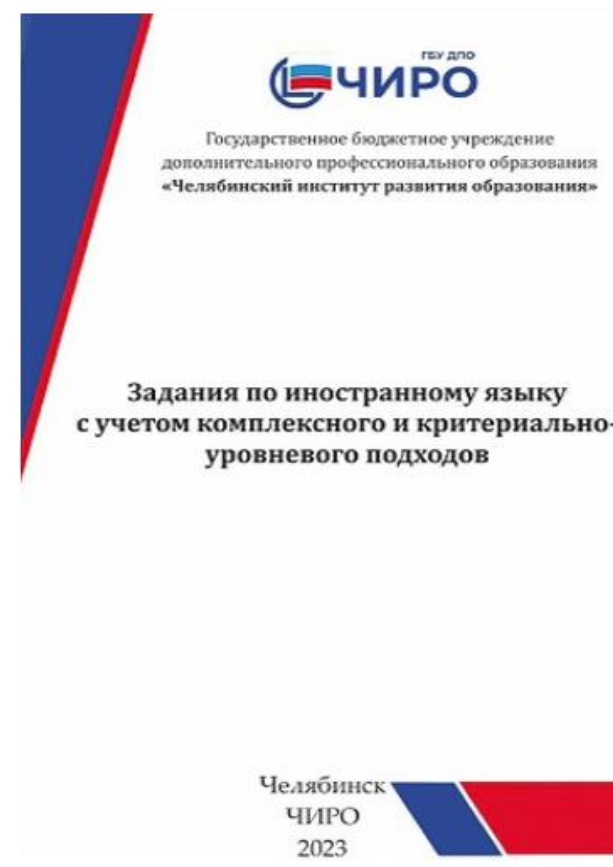 ГБУ ДПО
ЧИРО
Государственное бюджетное учреждение
дополнительного профессионального образования
«Челябинский институт развития образования»
Задания по иностранному языку
с учетом комплексного и критериально-
уровневого подходов
Челябинск
ЧИРО
2023